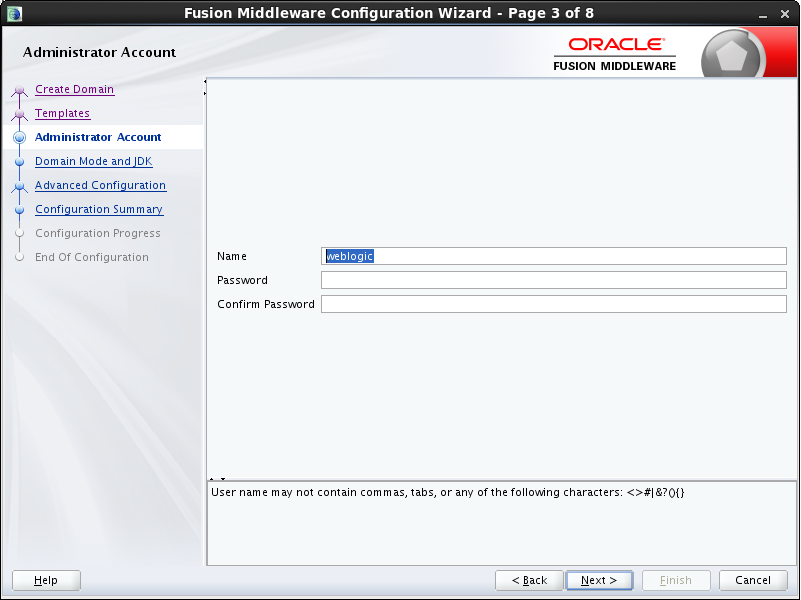 Fusion Middleware Configuration Wizard - Page 3 of 8
Administrator Account
ORACLE
FUSION MIDDLEWARE
Create Domain
Templates
Administrator Account
Domain Mode and JDK
Advanced Configuration
Configuration Summary
Configuration Progress
End Of Configuration
Name weblogic
Password
Confirm Password
User name may not contain commas, tabs, or any of the following characters: <>#|&?(){}
Help < Back Next > Finish Cancel